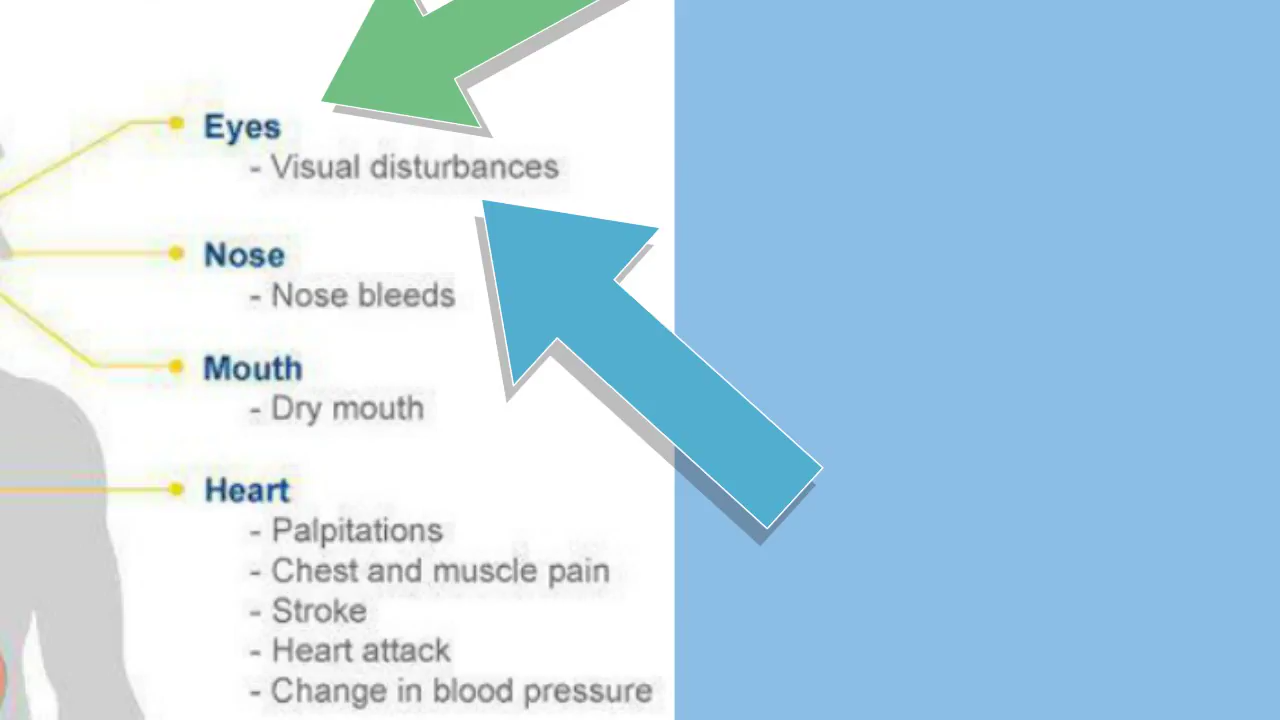 Eyes
- Visual disturbances
Nose
- Nose bleeds
Mouth
- Dry mouth
Heart
- Palpitations
- Chest and muscle pain
- Stroke
- Heart attack
- Change in blood pressure